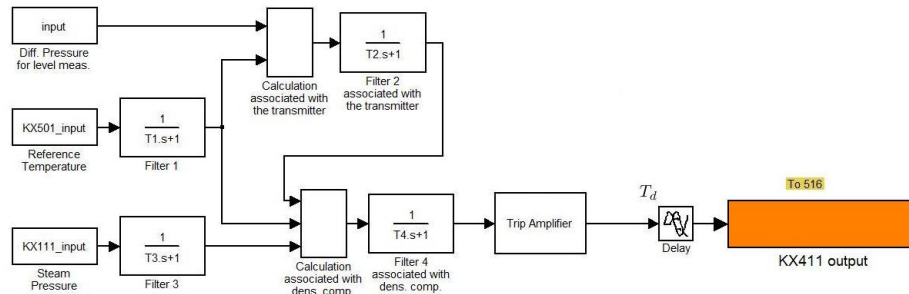 input
Diff. Pressure
for level meas.
Calculation
associated with
the transmitter
1
T2.s+1
Filter 2
associated with
the transmitter
KX501_input
Reference
Temperature
1
T1.s+1
Filter 1
KX111_input
Steam
Pressure
1
T3.s+1
Filter 3
Calculation
associated with
dens. comp.
1
T4.s+1
Filter 4
associated with
dens. comp.
Trip Amplifier
T_d
Delay
To 516
KX411 output